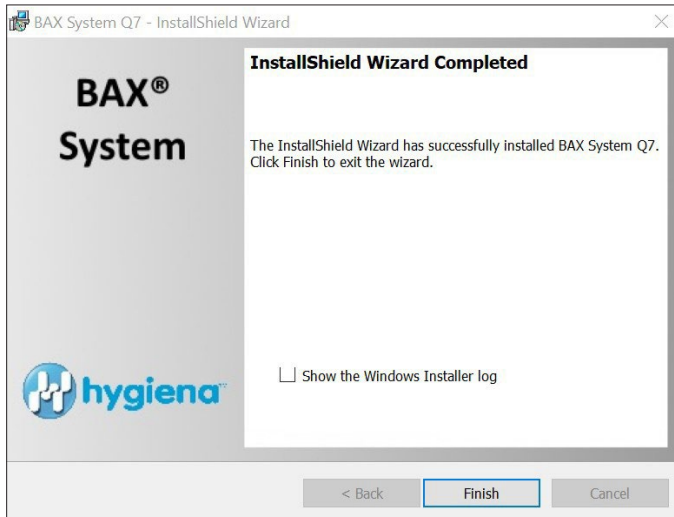 BAX System Q7 - InstallShield Wizard
BAX®
System
InstallShield Wizard Completed
The InstallShield Wizard has successfully installed BAX System Q7.
Click Finish to exit the wizard.
Show the Windows Installer log
hygiena™
< Back
Finish
Cancel